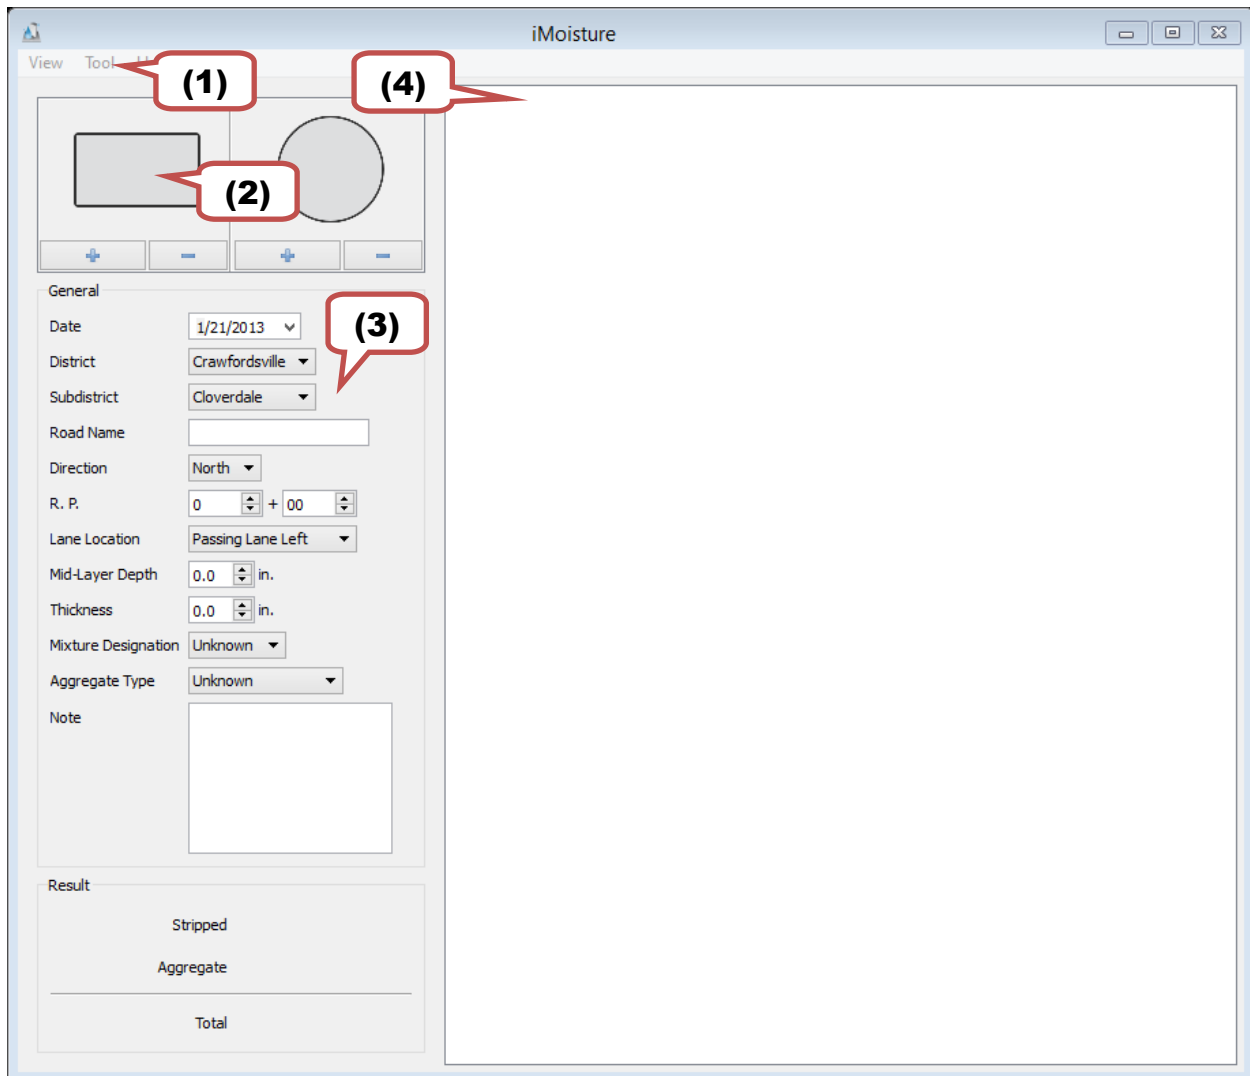 iMoisture
View Tool
(1)
(4)
(2)
General
(3)
Date 1/21/2013
District Crawfordsville
Subdistrict Cloverdale
Road Name
Direction North
R. P. 0 + 00
Lane Location Passing Lane Left
Mid-Layer Depth 0.0 in.
Thickness 0.0 in.
Mixture Designation Unknown
Aggregate Type Unknown
Note
Result
Stripped
Aggregate
Total